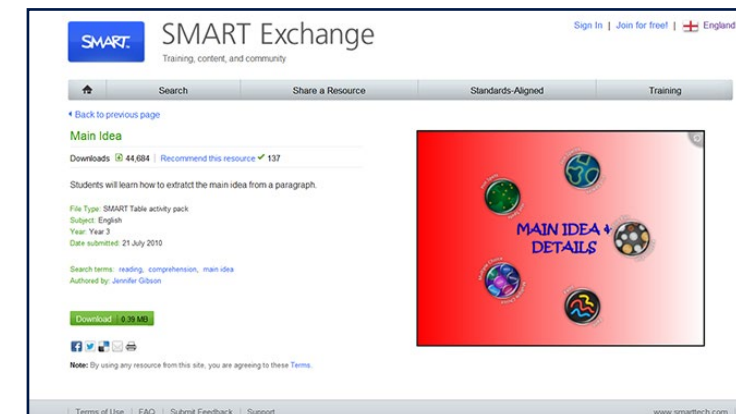 SMART
SMART Exchange
Training, content, and community
Sign In | Join for free! | England
Search
Share a Resource
Standards-Aligned
Training
Back to previous page
Main Idea
Downloads 44,684 | Recommend this resource 137
Students will learn how to extratct the main idea from a paragraph.
File Type: SMART Table activity pack
Subject: English
Year: Year 3
Date submitted: 21 July 2010
Search terms: reading, comprehension, main idea
Authored by: Jennifer Gibson
Download 0.39 MB
Note: By using any resource from this site, you are agreeing to these Terms.
MAIN IDEA &
DETAILS
Terms of Use | FAQ | Submit Feedback | Support
www.smarttech.com